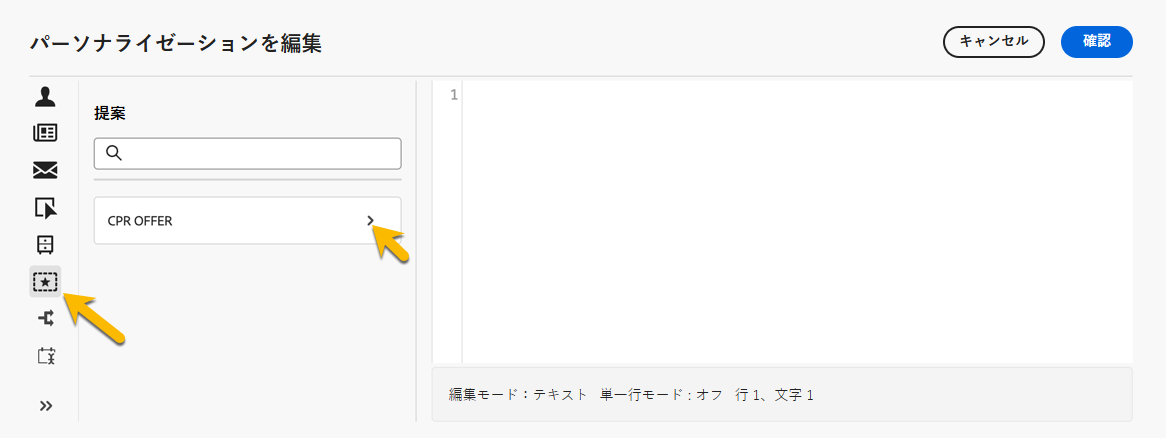 パーソナライゼーションを編集
キャンセル
確認
提案
CPR OFFER
1
編集モード：テキスト 単一行モード：オフ 行 1、文字 1